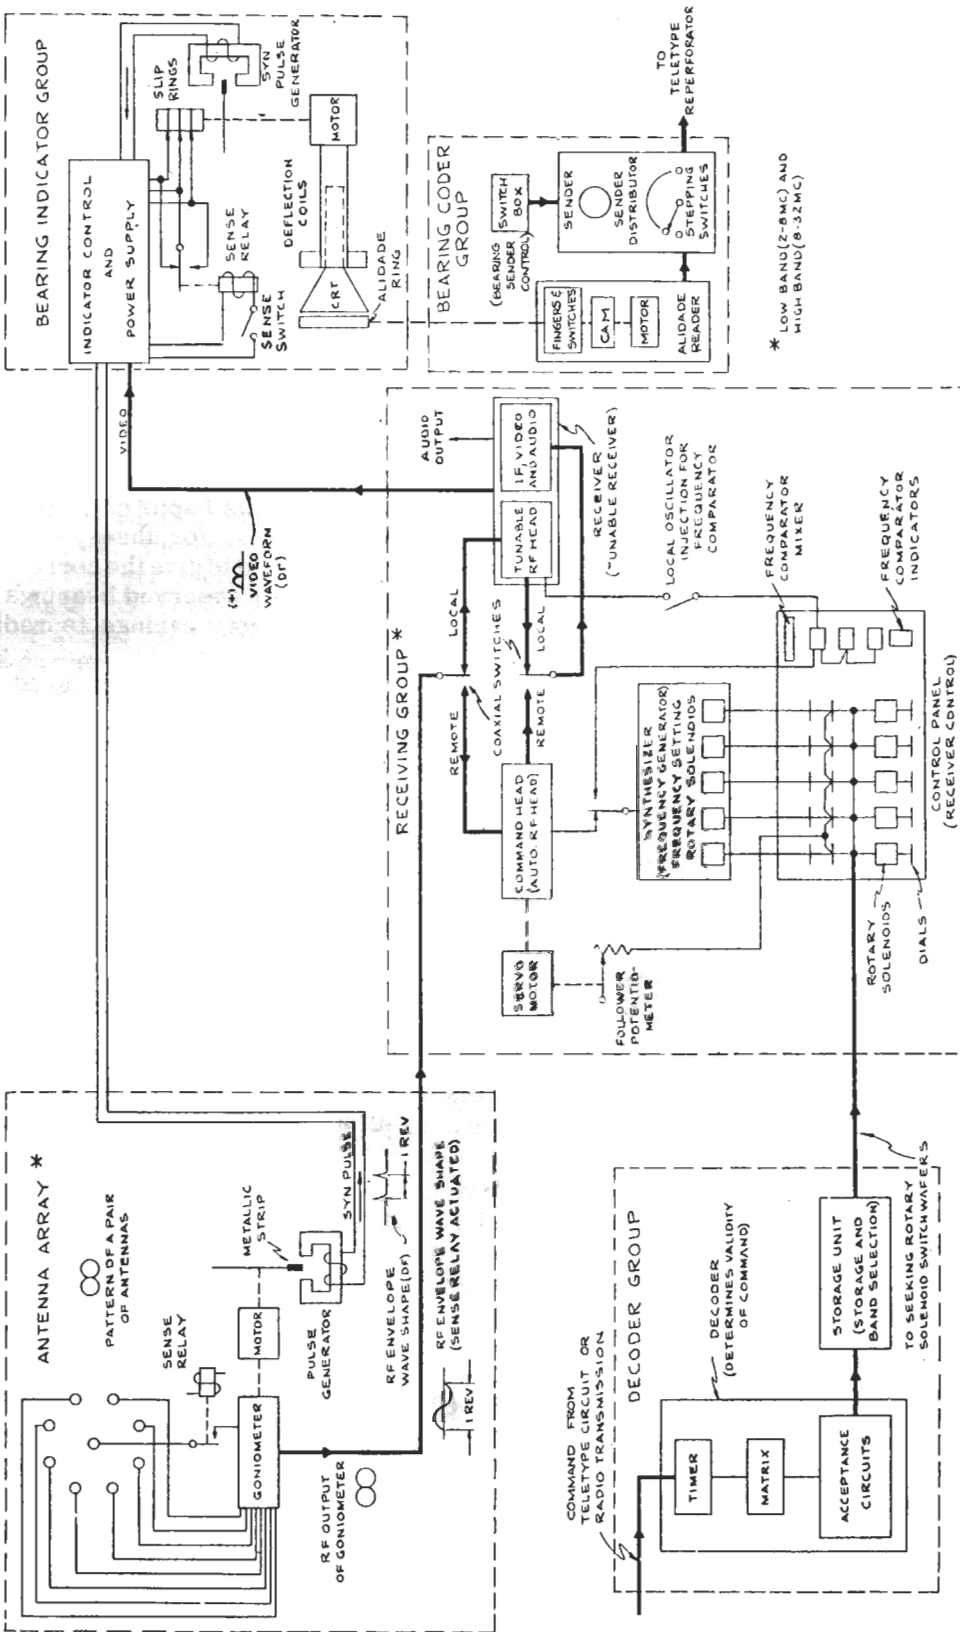 ANTENNA ARRAY *
PATTERN OF A PAIR
OF ANTENNAS
SENSE
RELAY
GONIOMETER
MOTOR
METALLIC
STRIP
PULSE
GENERATOR
SYN PULSE
RF OUTPUT
OF GONIOMETER
RF ENVELOPE
WAVE SHAPE (DF)
1 REV
RF ENVELOPE WAVE SHAPE
(SENSE RELAY ACTUATED)
1 REV
BEARING INDICATOR GROUP
INDICATOR CONTROL
AND
POWER SUPPLY
SLIP
RINGS
SYN
PULSE
GENERATOR
SENSE
RELAY
SENSE
SWITCH
DEFLECTION
COILS
MOTOR
CRT
ALIDADE
RING
VIDEO
(+)
VIDEO
WAVEFORM
(DF)
BEARING CODER
GROUP
(BEARING
SENDER
CONTROL)
SWITCH
BOX
SENDER
SENDER
DISTRIBUTOR
STEPPING
SWITCHES
TO
TELETYPE
REPERFORATOR
FINGERS &
SWITCHES
CAM
MOTOR
ALIDADE
READER
* LOW BAND (2-8MC) AND
HIGH BAND (8-32MC)
RECEIVING GROUP *
AUDIO
OUTPUT
TUNABLE
RF HEAD
IF, VIDEO
AND AUDIO
RECEIVER
(TUNABLE RECEIVER)
LOCAL
REMOTE
COAXIAL SWITCHES
LOCAL
REMOTE
COMMAND HEAD
(AUTO. RF HEAD)
SERVO
MOTOR
FOLLOWER
POTENTIO-
METER
LOCAL OSCILLATOR
INJECTION FOR
FREQUENCY
COMPARATOR
SYNTHESIZER
(FREQUENCY GENERATOR)
FREQUENCY SETTING
ROTARY SOLENOIDS
FREQUENCY
COMPARATOR
MIXER
FREQUENCY
COMPARATOR
INDICATORS
CONTROL PANEL
(RECEIVER CONTROL)
ROTARY
SOLENOIDS
DIALS
DECODER GROUP
COMMAND FROM
TELETYPE CIRCUIT OR
RADIO TRANSMISSION
DECODER
(DETERMINES VALIDITY
OF COMMAND)
TIMER
MATRIX
ACCEPTANCE
CIRCUITS
STORAGE UNIT
(STORAGE AND
BAND SELECTION)
TO SEEKING ROTARY
SOLENOID SWITCH WAFERS